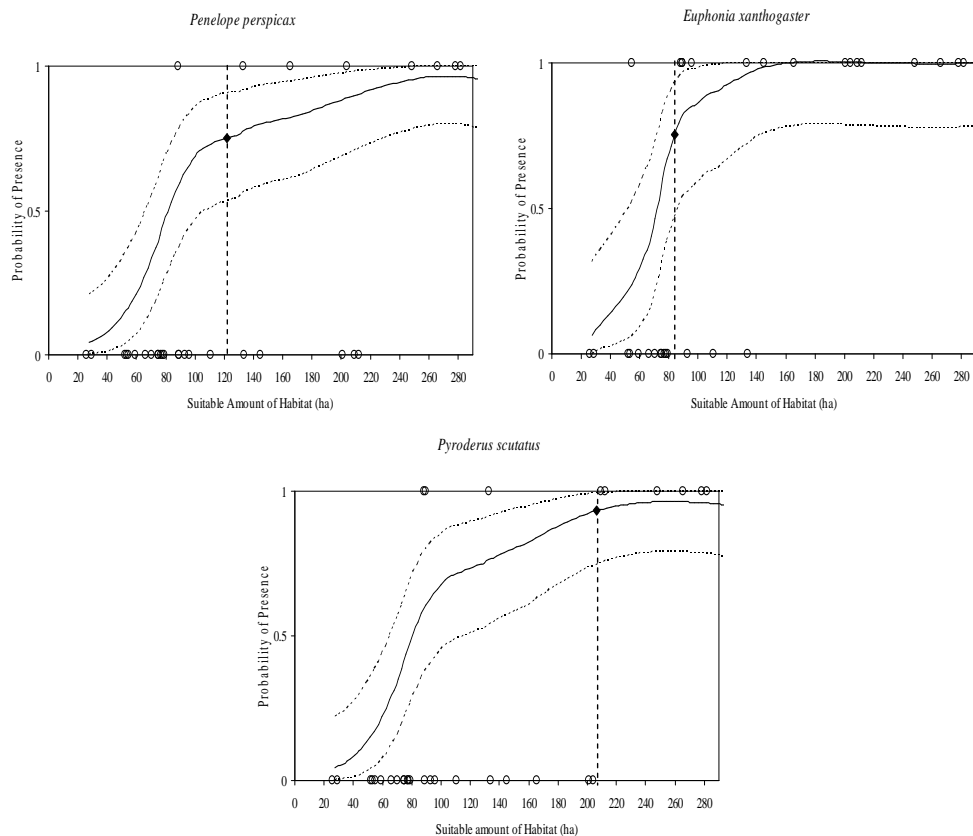 Penelope perspicax
Euphonia xanthogaster
1
0.5
0
Probability of Presence
0 20 40 60 80 100 120 140 160 180 200 220 240 260 280
Suitable Amount of Habitat (ha)
1
0.5
0
Probability of Presence
0 20 40 60 80 100 120 140 160 180 200 220 240 260 280
Suitable Amount of Habitat (ha)
Pyroderus scutatus
1
0.5
0
Probability of Presence
0 20 40 60 80 100 120 140 160 180 200 220 240 260 280
Suitable amount of Habitat (ha)